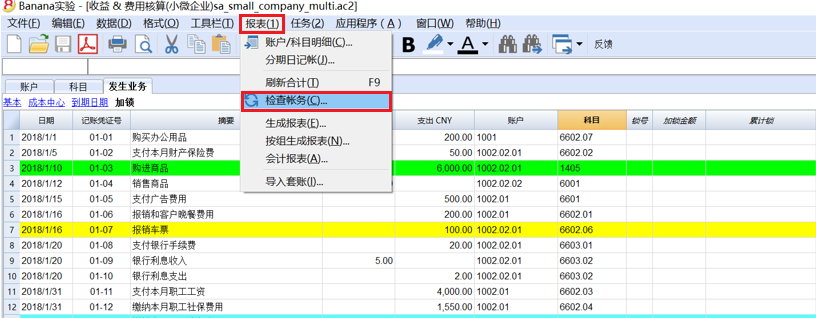 Banana实验 - [收益 & 费用核算(小微企业)sa_small_company_multi.ac2]
文件(F) 编辑(E) 数据(D) 格式(O) 工具栏(T) 报表(1) 任务(2) 应用程序 ( A ) 窗口(W) 帮助(H)
反馈
账户/科目明细(C)...
分期日记帐(J)...
刷新合计(T) F9
检查帐务(C)...
生成报表(E)...
按组生成报表(N)...
会计报表(A)...
导入套账(I)...
账户 科目 发生业务
基本 成本中心 到期日期 加锁
日期 记账凭证号 摘要 支出 CNY 账户 科目 锁号 加锁金额 累计锁
1 2018/1/1 01-01 购买办公用品 200.00 1001 6602.07
2 2018/1/5 01-02 支付本月财产保险费 50.00 1002.02.01 6602.02
3 2018/1/10 01-03 购进商品 6,000.00 1002.02.01 1405
4 2018/1/12 01-04 销售商品 1002.02.02 6001
5 2018/1/15 01-05 支付广告费用 500.00 1002.01 6601
6 2018/1/16 01-06 报销和客户晚餐费用 200.00 1002.01 6602.01
7 2018/1/16 01-07 报销车票 100.00 1002.02.01 6602.06
8 2018/1/20 01-08 支付银行手续费 20.00 1002.02.01 6603.01
9 2018/1/20 01-09 银行利息收入 5.00 1002.02.01 6603.02
10 2018/1/20 01-10 银行利息支出 2.00 1002.02.01 6603.02
11 2018/1/31 01-11 支付本月职工工资 4,000.00 1002.01 6602.03
12 2018/1/31 01-12 缴纳本月职工社保费用 1,550.00 1002.01 6602.04